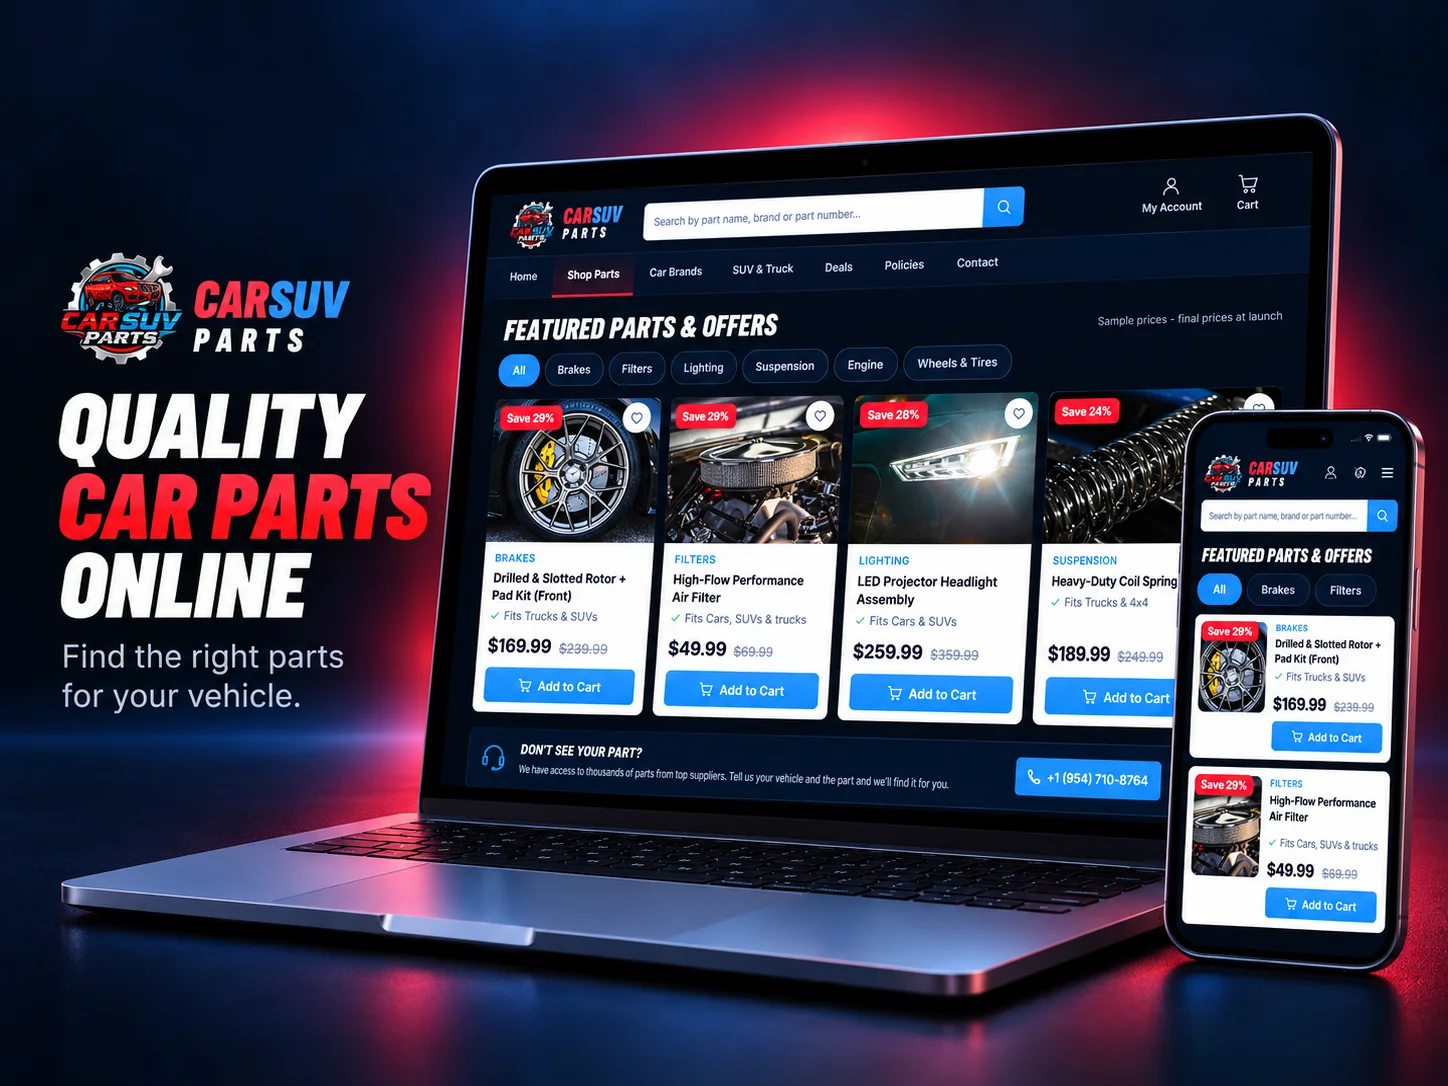 CARSUV
PARTS
CARSUV
PARTS
QUALITY
CAR PARTS
ONLINE
Find the right parts
for your vehicle.
CARSUV
PARTS
CARSUV
PARTS
Search by part name, brand or part number...
My Account
Cart
Home
Shop Parts
Car Brands
SUV & Truck
Deals
Policies
Contact
FEATURED PARTS & OFFERS
Sample prices - final prices at launch
All
Brakes
Filters
Lighting
Suspension
Engine
Wheels & Tires
Save 29%
BRAKES
Drilled & Slotted Rotor +
Pad Kit (Front)
Fits Trucks & SUVs
$169.99 $239.99
Add to Cart
Save 29%
FILTERS
High-Flow Performance
Air Filter
Fits Cars, SUVs & trucks
$49.99 $69.99
Add to Cart
Save 28%
LIGHTING
LED Projector Headlight
Assembly
Fits Cars & SUVs
$259.99 $359.99
Add to Cart
Save 24%
SUSPENSION
Heavy-Duty Coil Spring
Fits Trucks & 4x4
$189.99 $249.99
Add to Cart
DON'T SEE YOUR PART?
We have access to thousands of parts from top suppliers. Tell us your vehicle and the part and we'll find it for you.
+1 (954) 710-8764
CARSUV
PARTS
CARSUV
PARTS
Search by part name, brand or part number...
FEATURED PARTS & OFFERS
All
Brakes
Filters
Save 29%
BRAKES
Drilled & Slotted Rotor +
Pad Kit (Front)
Fits Trucks & SUVs
$169.99 $239.99
Add to Cart
Save 29%
FILTERS
High-Flow Performance
Air Filter
Fits Cars, SUVs & trucks
$49.99 $69.99
Add to Cart